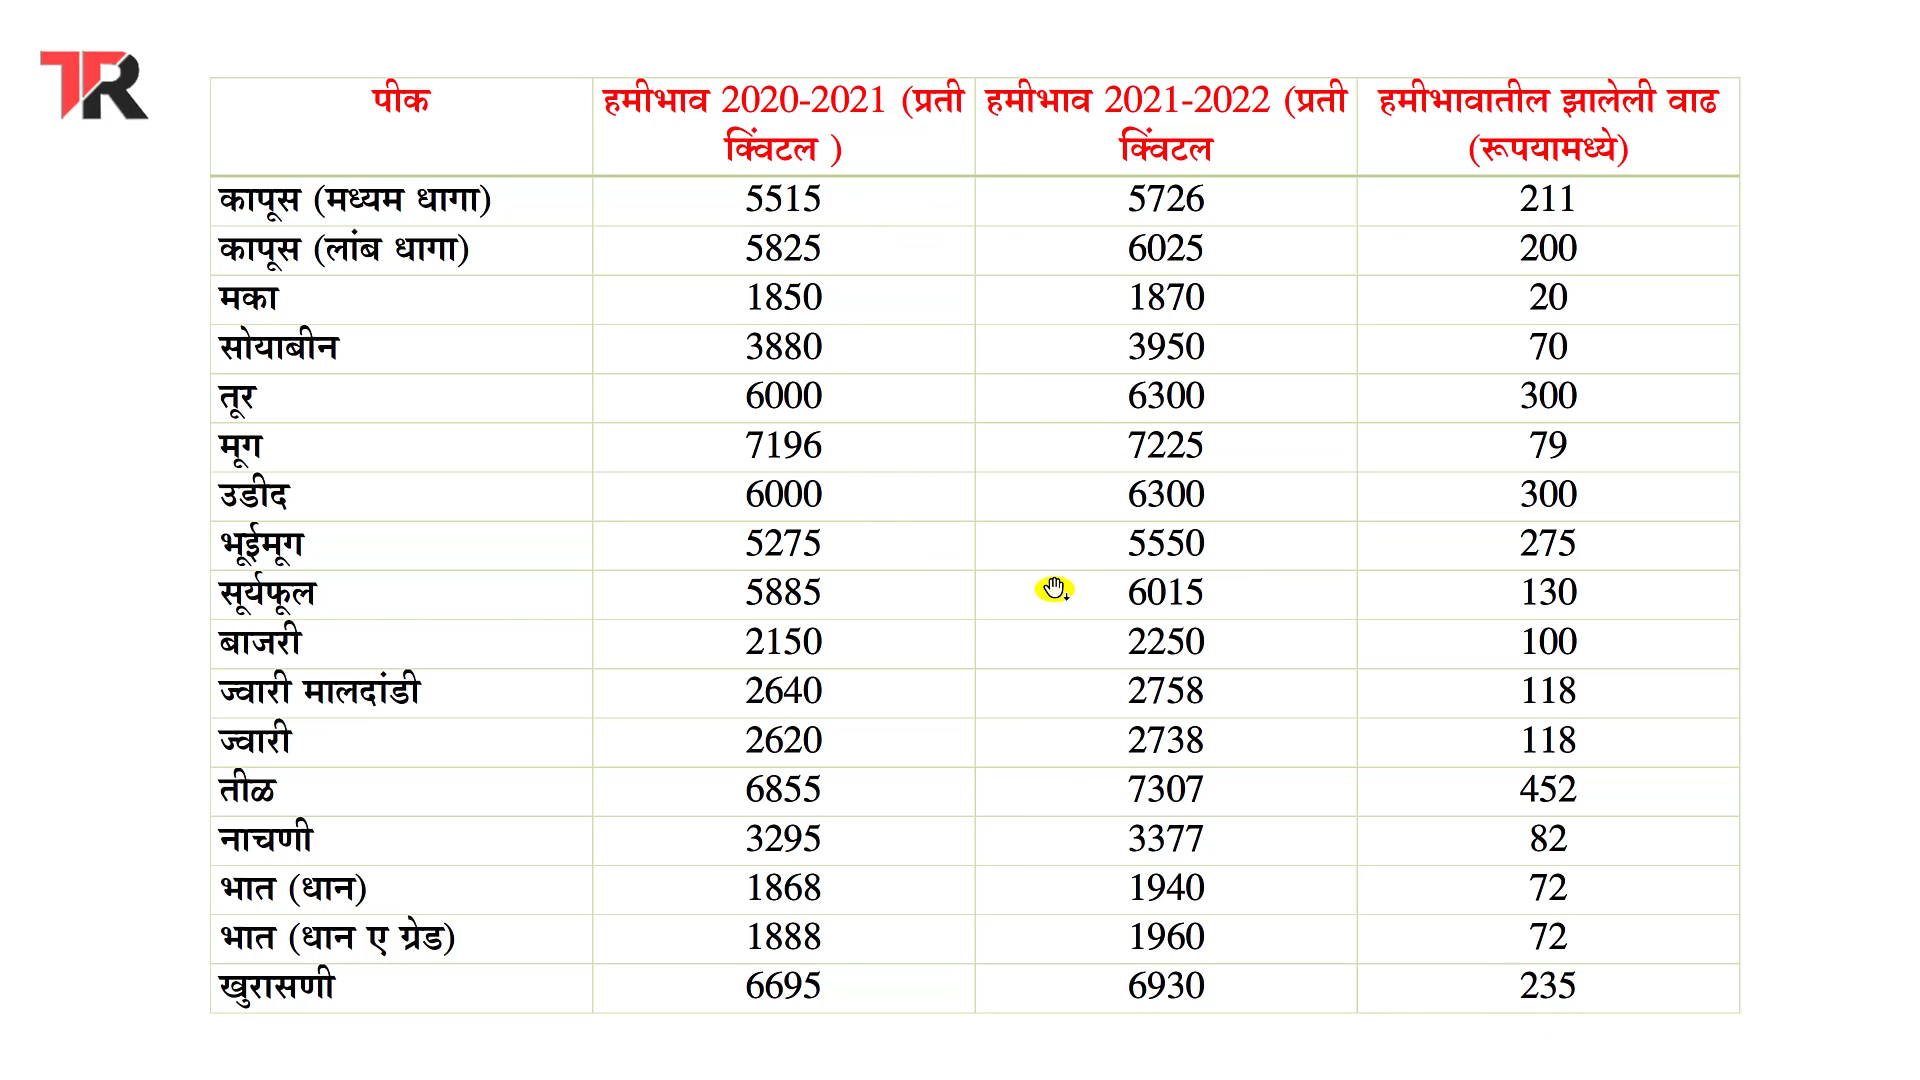 TR
पीक हमीभाव 2020-2021 (प्रती हमीभाव 2021-2022 (प्रती हमीभावातील झालेली वाढ
क्विंटल ) क्विंटल (रूपयामध्ये)
कापूस (मध्यम धागा) 5515 5726 211
कापूस (लांब धागा) 5825 6025 200
मका 1850 1870 20
सोयाबीन 3880 3950 70
तूर 6000 6300 300
मूग 7196 7225 79
उडीद 6000 6300 300
भूईमूग 5275 5550 275
सूर्यफूल 5885 6015 130
बाजरी 2150 2250 100
ज्वारी मालदांडी 2640 2758 118
ज्वारी 2620 2738 118
तीळ 6855 7307 452
नाचणी 3295 3377 82
भात (धान) 1868 1940 72
भात (धान ए ग्रेड) 1888 1960 72
खुरासणी 6695 6930 235